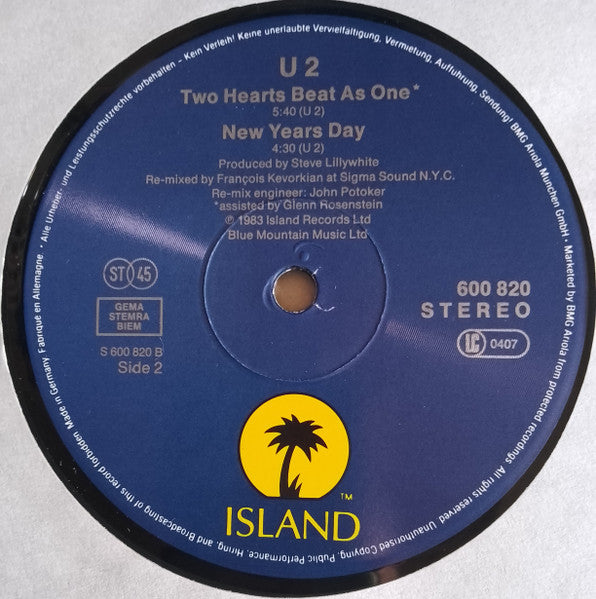 U 2
Two Hearts Beat As One*
5:40 (U 2)
New Years Day
4:30 (U 2)
Produced by Steve Lillywhite
Re-mixed by François Kevorkian at Sigma Sound N.Y.C.
Re-mix engineer: John Potoker
*assisted by Glenn Rosenstein
℗ 1983 Island Records Ltd
Blue Mountain Music Ltd
ST 45
GEMA
STEMRA
BIEM
S 600 820 B
Side 2
600 820
STEREO
LC 0407
ISLAND
TM
Made in Germany Fabriqué en Allemagne • Alle Urheber- und Leistungsschutzrechte vorbehalten – Kein Verleih! Keine unerlaubte Vervielfältigung, Vermietung, Aufführung, Sendung! BMG Ariola München GmbH • Marketed by BMG Ariola from protected recordings. All rights reserved. Unauthorised Copying, Public Performance, Hiring, and Broadcasting of this record forbidden